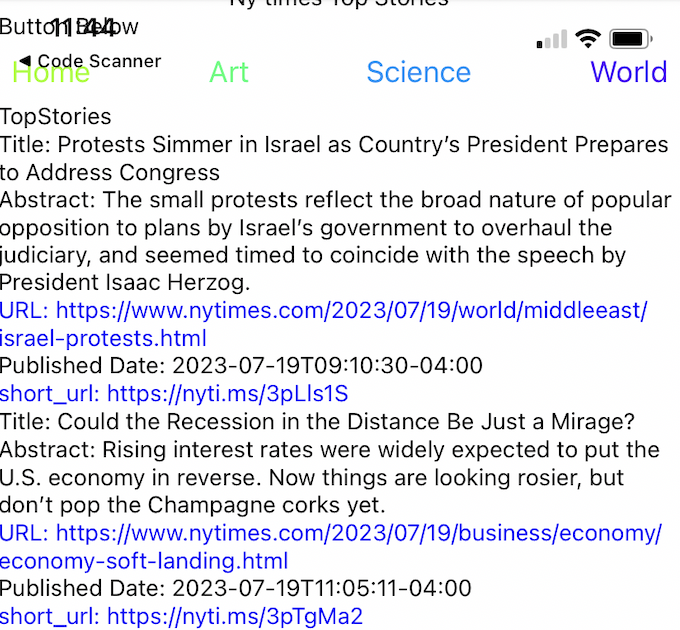 Ny times Top Stories
Button Below
11:44
◀ Code Scanner
Home Art Science World
TopStories
Title: Protests Simmer in Israel as Country’s President Prepares
to Address Congress
Abstract: The small protests reflect the broad nature of popular
opposition to plans by Israel’s government to overhaul the
judiciary, and seemed timed to coincide with the speech by
President Isaac Herzog.
URL: https://www.nytimes.com/2023/07/19/world/middleeast/
israel-protests.html
Published Date: 2023-07-19T09:10:30-04:00
short_url: https://nyti.ms/3pLls1S
Title: Could the Recession in the Distance Be Just a Mirage?
Abstract: Rising interest rates were widely expected to put the
U.S. economy in reverse. Now things are looking rosier, but
don’t pop the Champagne corks yet.
URL: https://www.nytimes.com/2023/07/19/business/economy/
economy-soft-landing.html
Published Date: 2023-07-19T11:05:11-04:00
short_url: https://nyti.ms/3pTgMa2